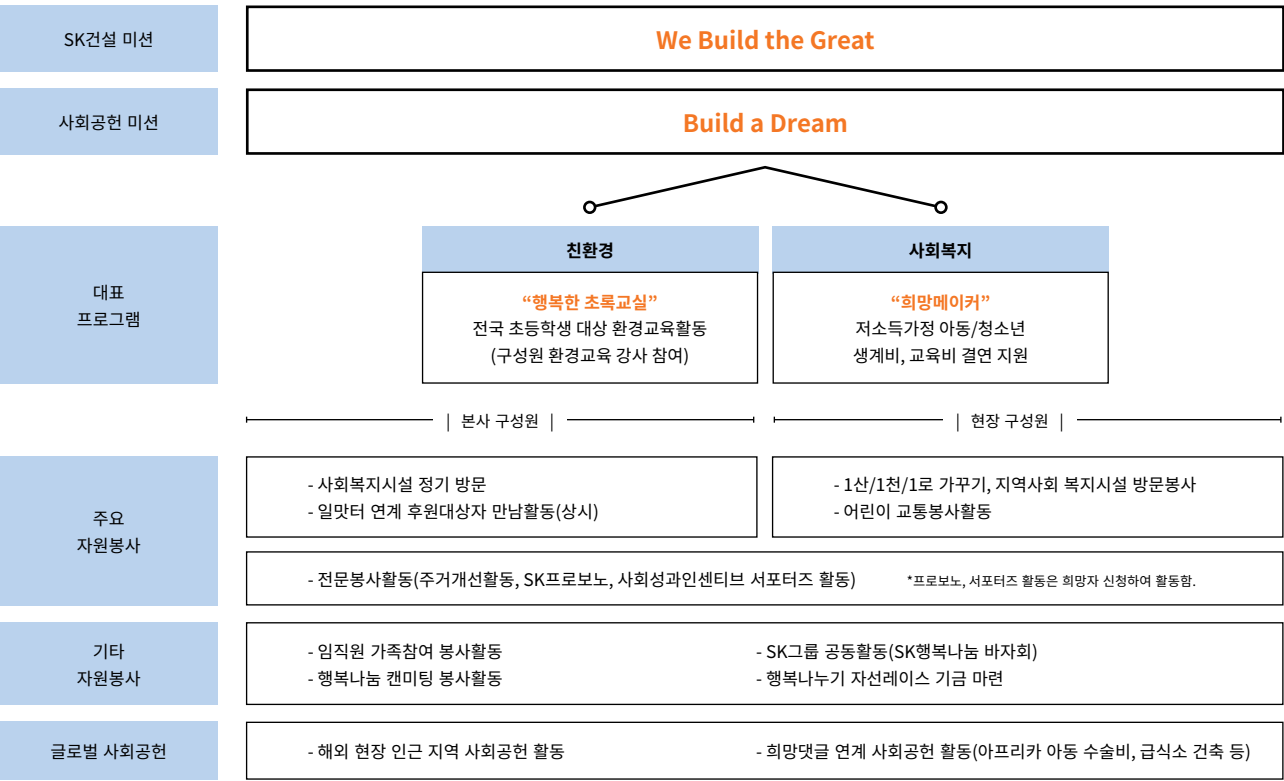 SK건설 미션
We Build the Great
사회공헌 미션
Build a Dream
대표
프로그램
친환경
“행복한 초록교실”
전국 초등학생 대상 환경교육활동
(구성원 환경교육 강사 참여)
사회복지
“희망메이커”
저소득가정 아동/청소년
생계비, 교육비 결연 지원
| 본사 구성원 |
| 현장 구성원 |
주요
자원봉사
- 사회복지시설 정기 방문
- 일맛터 연계 후원대상자 만남활동(상시)
- 1산/1천/1로 가꾸기, 지역사회 복지시설 방문봉사
- 어린이 교통봉사활동
- 전문봉사활동(주거개선활동, SK프로보노, 사회성과인센티브 서포터즈 활동)
*프로보노, 서포터즈 활동은 희망자 신청하여 활동함.
기타
자원봉사
- 임직원 가족참여 봉사활동
- 행복나눔 캔미팅 봉사활동
- SK그룹 공동활동(SK행복나눔 바자회)
- 행복나누기 자선레이스 기금 마련
글로벌 사회공헌
- 해외 현장 인근 지역 사회공헌 활동
- 희망댓글 연계 사회공헌 활동(아프리카 아동 수술비, 급식소 건축 등)